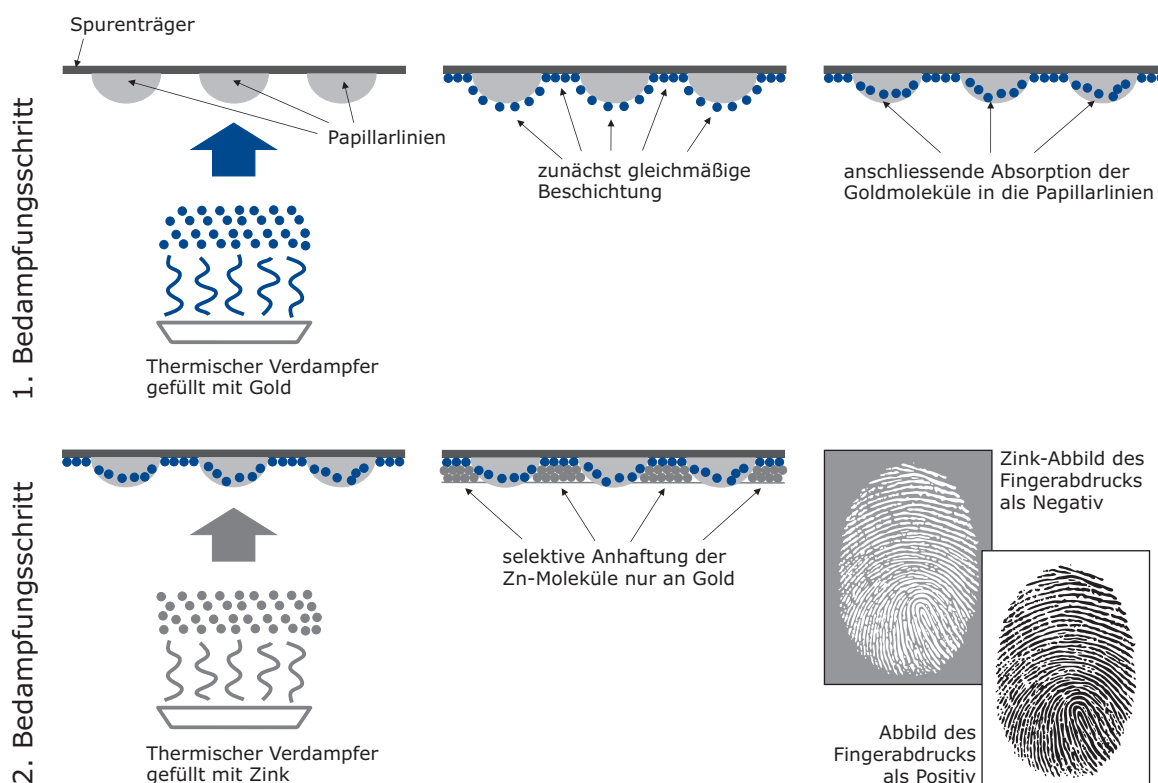 1. Bedampfungsschritt
Spurenträger
Papillarlinien
Thermischer Verdampfer
gefüllt mit Gold
zunächst gleichmäßige
Beschichtung
anschliessende Absorption der
Goldmoleküle in die Papillarlinien
2. Bedampfungsschritt
Thermischer Verdampfer
gefüllt mit Zink
selektive Anhaftung der
Zn-Moleküle nur an Gold
Zink-Abbild des
Fingerabdrucks
als Negativ
Abbild des
Fingerabdrucks
als Positiv